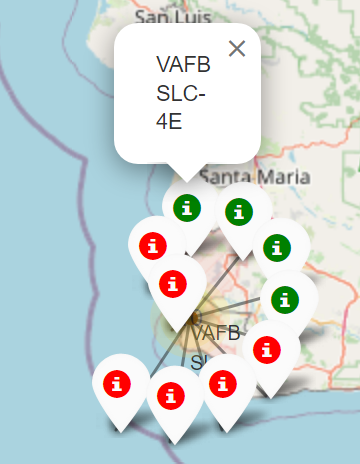 San Luis
VAFB
SLC-
4E
Santa Maria
VAFB